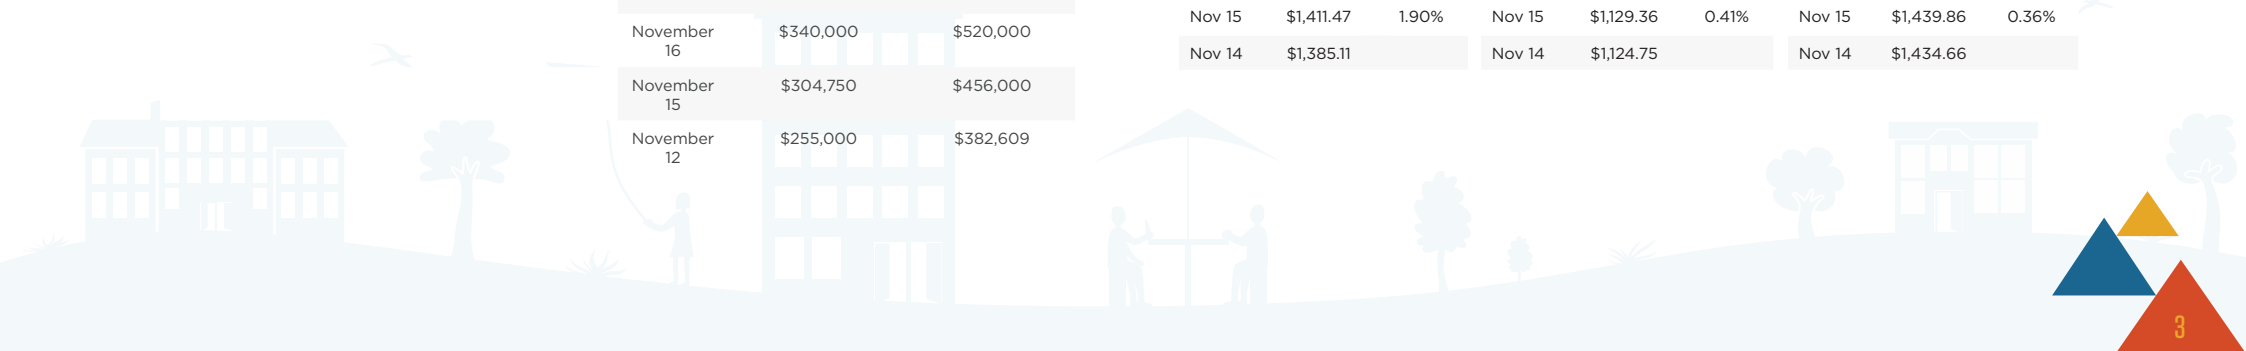 November $340,000 $520,000
16
November $304,750 $456,000
15
November $255,000 $382,609
12
Nov 15 $1,411.47 1.90%
Nov 14 $1,385.11
Nov 15 $1,129.36 0.41%
Nov 14 $1,124.75
Nov 15 $1,439.86 0.36%
Nov 14 $1,434.66
3